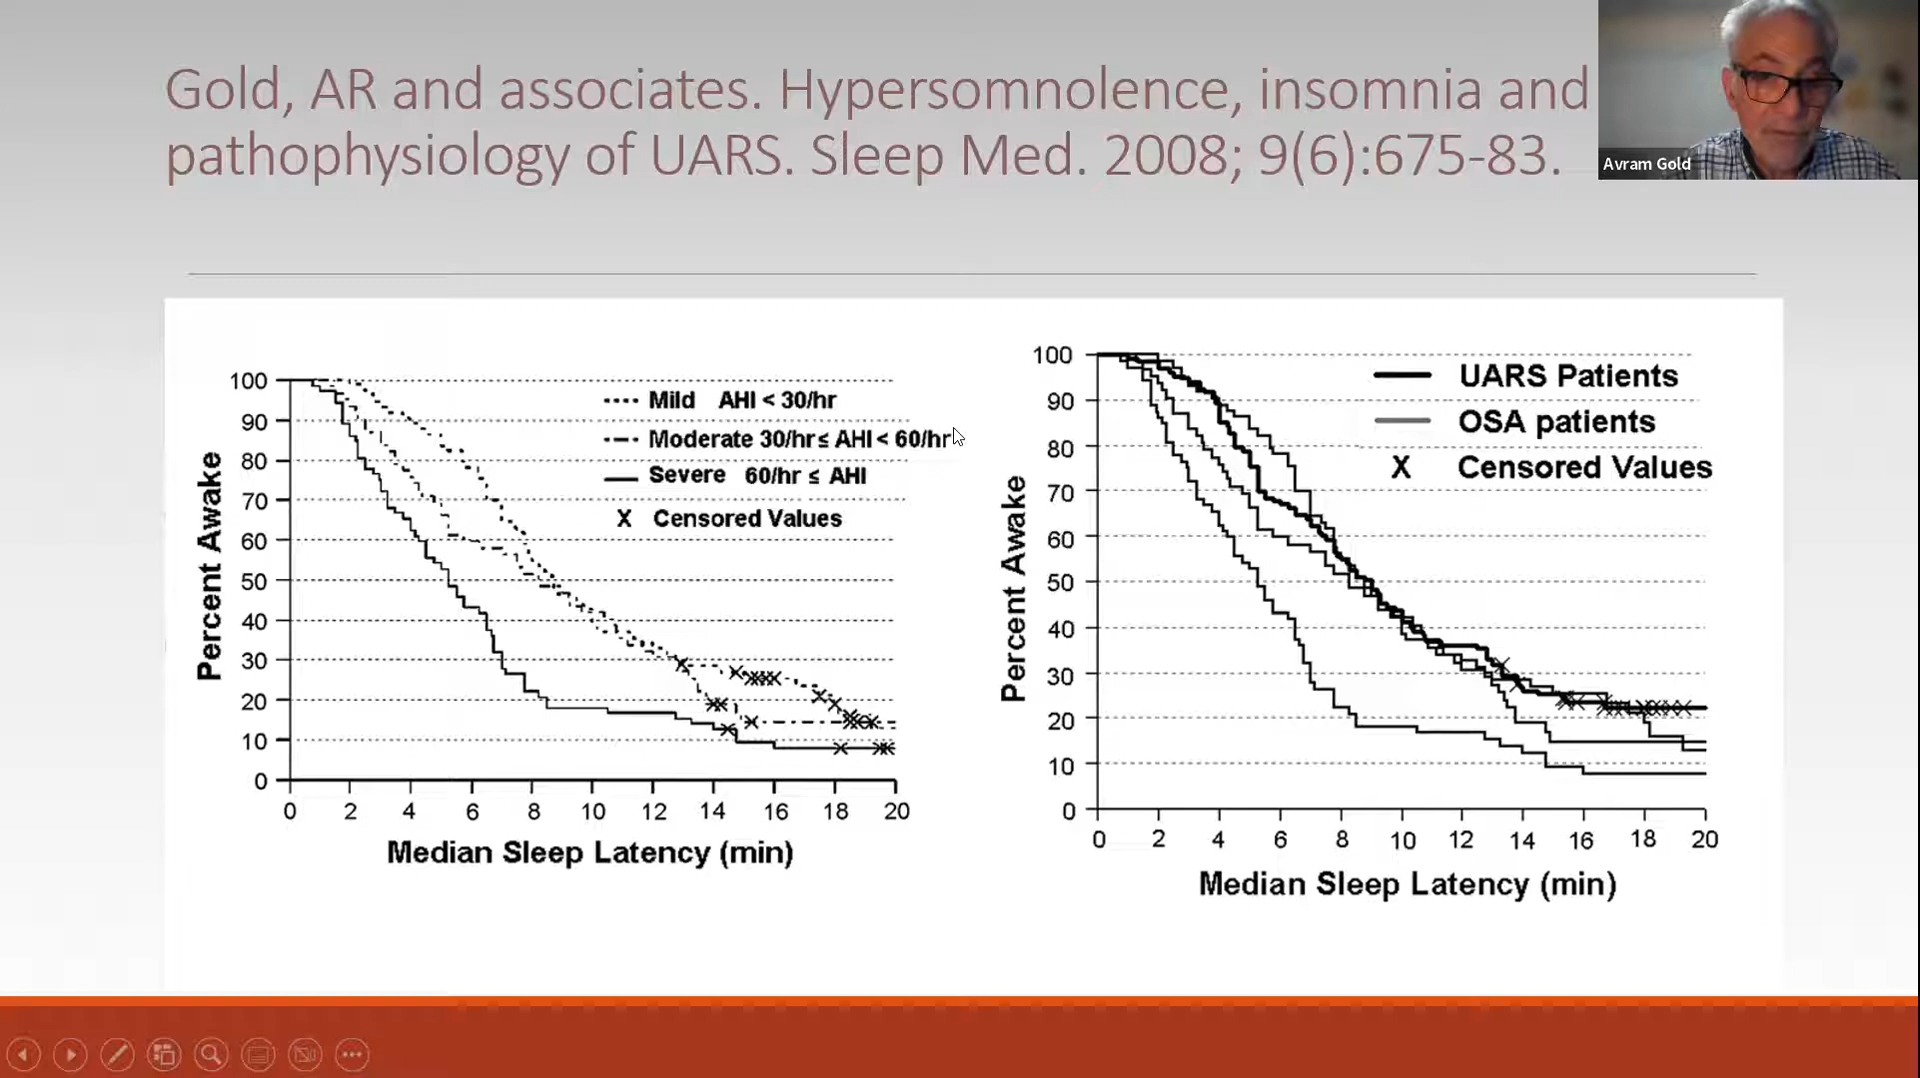 Gold, AR and associates. Hypersomnolence, insomnia and
pathophysiology of UARS. Sleep Med. 2008; 9(6):675-83.
Avram Gold
Percent Awake
100
90
80
70
60
50
40
30
20
10
0
0 2 4 6 8 10 12 14 16 18 20
Median Sleep Latency (min)
Mild AHI < 30/hr
Moderate 30/hr ≤ AHI < 60/hr
Severe 60/hr ≤ AHI
X Censored Values
Percent Awake
100
90
80
70
60
50
40
30
20
10
0
0 2 4 6 8 10 12 14 16 18 20
Median Sleep Latency (min)
UARS Patients
OSA patients
X Censored Values